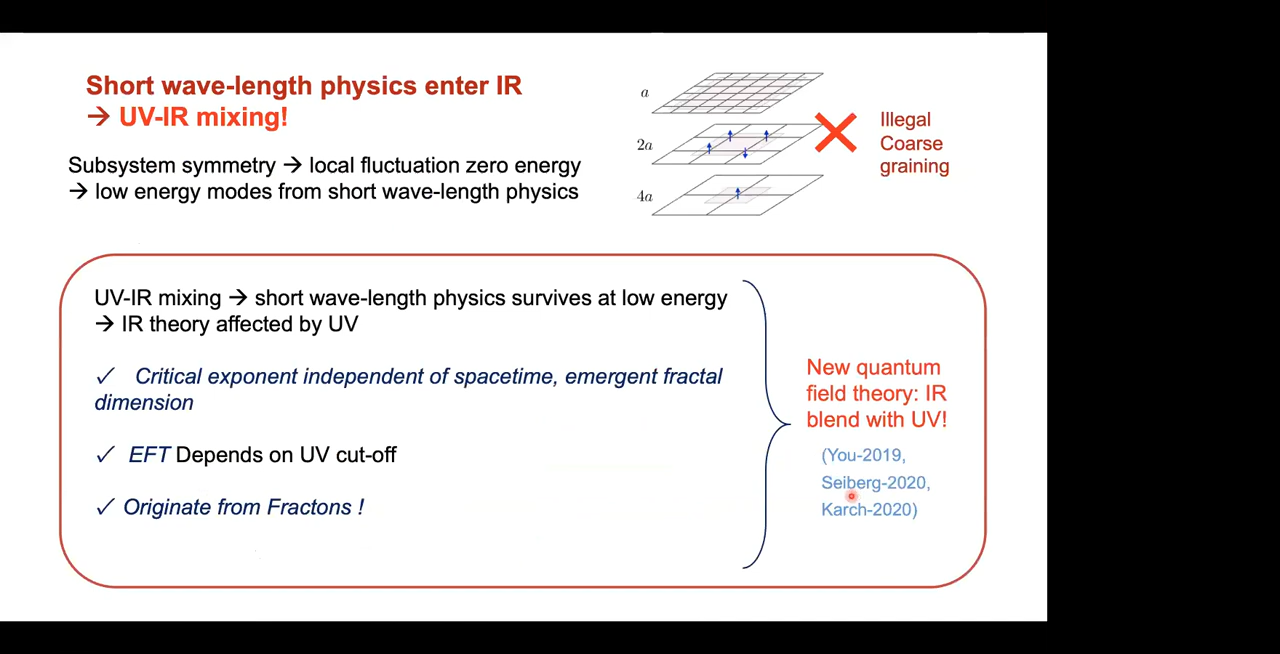 Short wave-length physics enter IR
→ UV-IR mixing!
Subsystem symmetry → local fluctuation zero energy
→ low energy modes from short wave-length physics
a
2a
4a
Illegal
Coarse
graining
UV-IR mixing → short wave-length physics survives at low energy
→ IR theory affected by UV
✓ Critical exponent independent of spacetime, emergent fractal
dimension
✓ EFT Depends on UV cut-off
✓ Originate from Fractons !
New quantum
field theory: IR
blend with UV!
(You-2019,
Seiberg-2020,
Karch-2020)